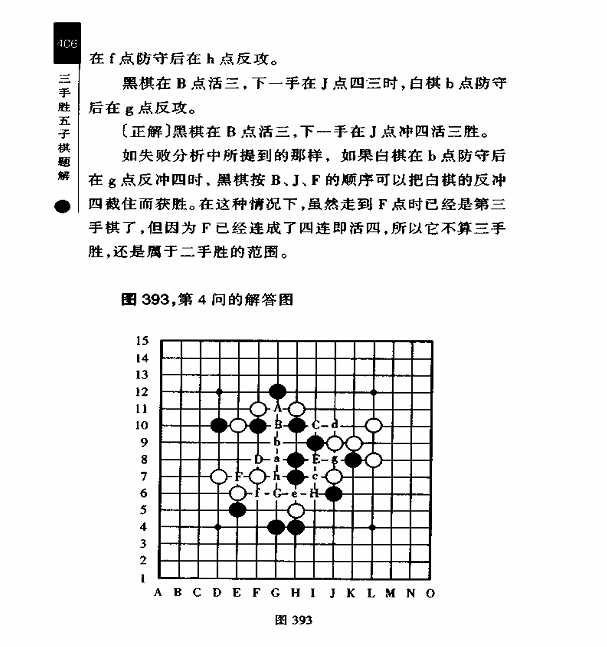 406
三手胜五子棋题解
在 f 点防守后在 h 点反攻。
黑棋在 B 点活三,下一手在 J 点四三时,白棋 b 点防守
后在 g 点反攻。
〔正解〕黑棋在 B 点活三,下一手在 J 点冲四活三胜。
如失败分析中所提到的那样，如果白棋在 b 点防守后
在 g 点反冲四时，黑棋按 B、J、F 的顺序可以把白棋的反冲
四截住而获胜。在这种情况下,虽然走到 F 点时已经是第三
手棋了,但因为 F 已经连成了四连即活四,所以它不算三手
胜,还是属于二手胜的范围。
图 393,第 4 问的解答图
15
14
13
12
11 A
10 B C d
9 b
8 D a E g
7 F h c
6 f G e H
5
4
3
2
1
A B C D E F G H I J K L M N O
图 393